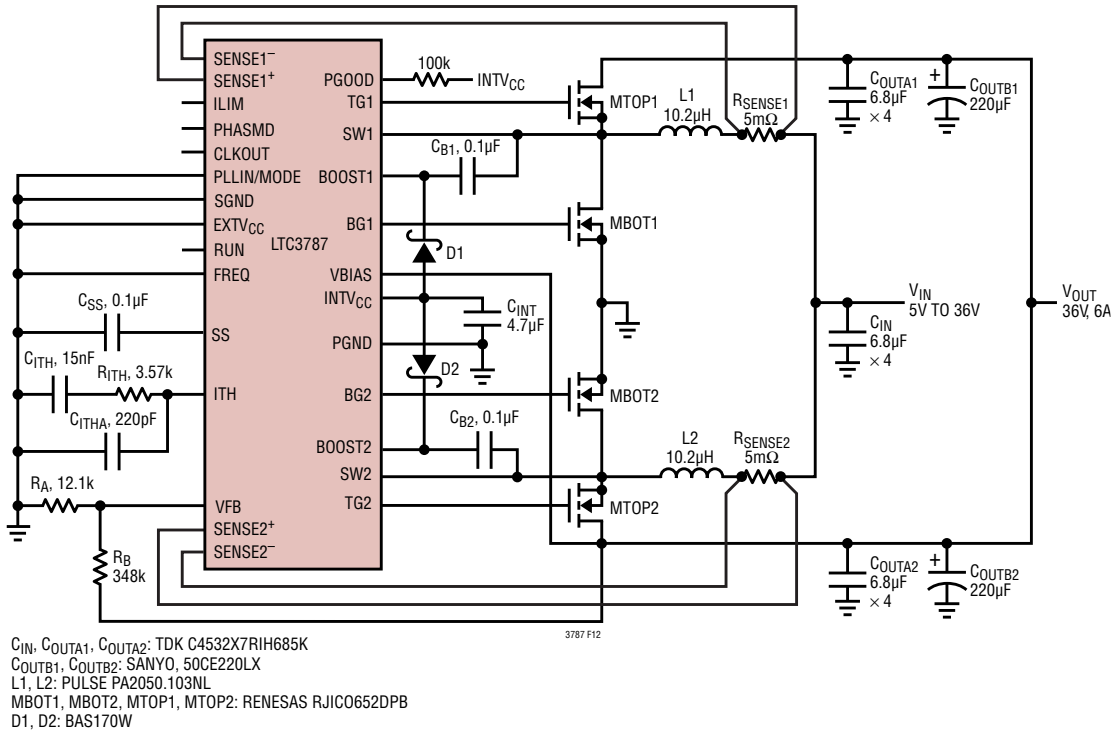 SENSE1–
SENSE1+
ILIM
PHASMD
CLKOUT
PLLIN/MODE
SGND
EXTVCC
RUN
FREQ
SS
ITH
VFB
SENSE2+
SENSE2–
LTC3787
PGOOD
TG1
SW1
BOOST1
BG1
VBIAS
INTVCC
PGND
BG2
BOOST2
SW2
TG2
100k
INTVCC
CB1, 0.1µF
D1
CINT
4.7µF
D2
CB2, 0.1µF
CSS, 0.1µF
CITH, 15nF
RITH, 3.57k
CITHA, 220pF
RA, 12.1k
RB
348k
MTOP1
MBOT1
MBOT2
MTOP2
L1
10.2µH
RSENSE1
5mΩ
L2
10.2µH
RSENSE2
5mΩ
COUTA1
6.8µF
× 4
+
COUTB1
220µF
VIN
5V TO 36V
CIN
6.8µF
× 4
VOUT
36V, 6A
COUTA2
6.8µF
× 4
+
COUTB2
220µF
3787 F12
CIN, COUTA1, COUTA2: TDK C4532X7RIH685K
COUTB1, COUTB2: SANYO, 50CE220LX
L1, L2: PULSE PA2050.103NL
MBOT1, MBOT2, MTOP1, MTOP2: RENESAS RJICO652DPB
D1, D2: BAS170W